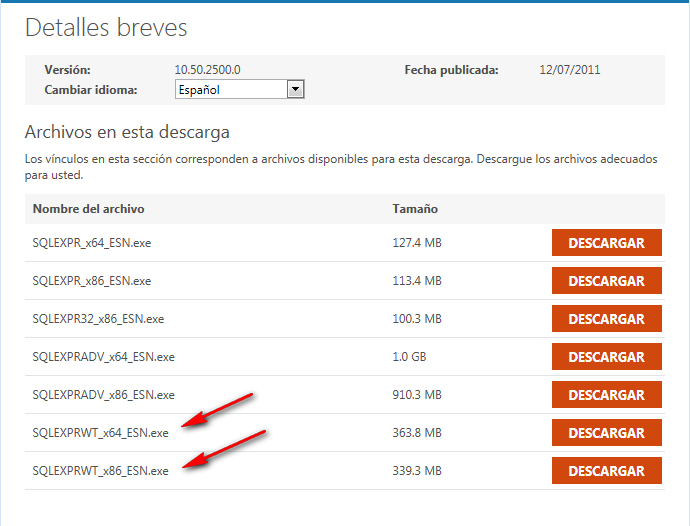 Detalles breves
Versión: 10.50.2500.0 Fecha publicada: 12/07/2011
Cambiar idioma: Español
Archivos en esta descarga
Los vínculos en esta sección corresponden a archivos disponibles para esta descarga. Descargue los archivos adecuados
para usted.
Nombre del archivo Tamaño
SQLEXPR_x64_ESN.exe 127.4 MB DESCARGAR
SQLEXPR_x86_ESN.exe 113.4 MB DESCARGAR
SQLEXPR32_x86_ESN.exe 100.3 MB DESCARGAR
SQLEXPRADV_x64_ESN.exe 1.0 GB DESCARGAR
SQLEXPRADV_x86_ESN.exe 910.3 MB DESCARGAR
SQLEXPRWT_x64_ESN.exe 363.8 MB DESCARGAR
SQLEXPRWT_x86_ESN.exe 339.3 MB DESCARGAR